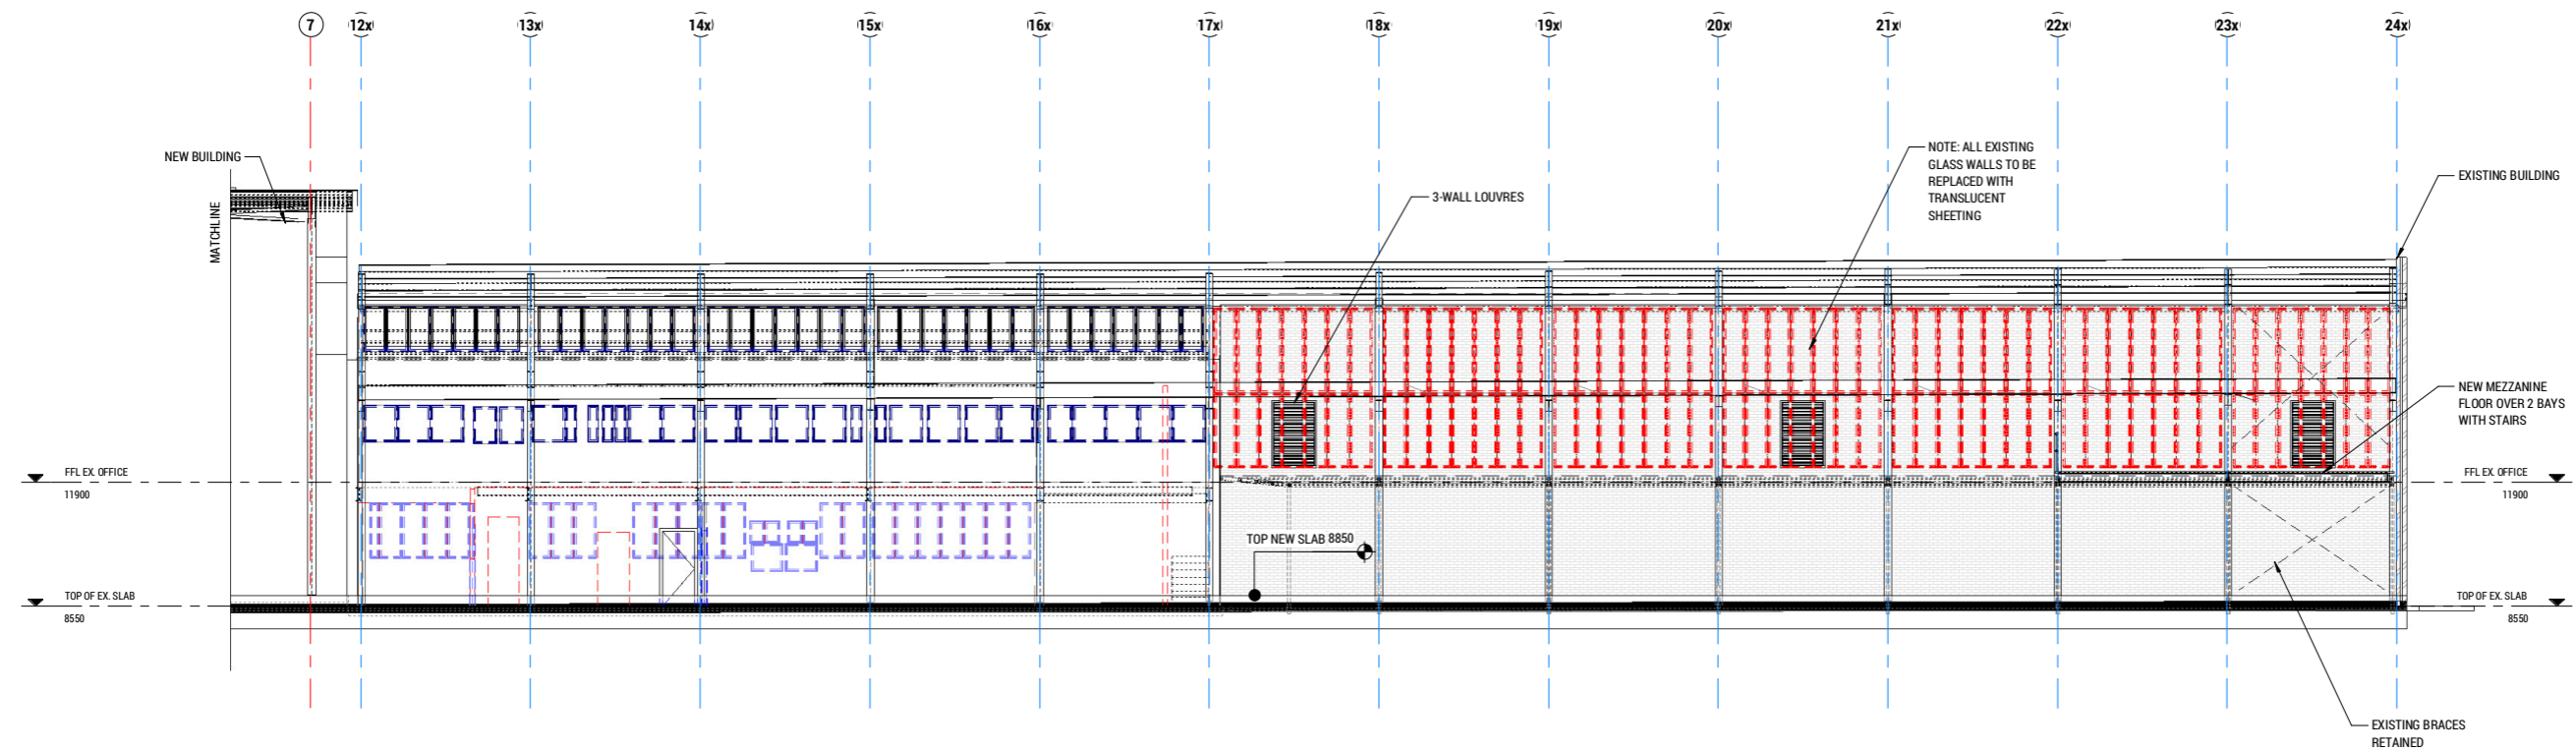 7
12x
13x
14x
15x
16x
17x
18x
19x
20x
21x
22x
23x
24x
NEW BUILDING
MATCHLINE
3-WALL LOUVRES
NOTE: ALL EXISTING
GLASS WALLS TO BE
REPLACED WITH
TRANSLUCENT
SHEETING
EXISTING BUILDING
NEW MEZZANINE
FLOOR OVER 2 BAYS
WITH STAIRS
FFL EX. OFFICE
11900
FFL EX. OFFICE
11900
TOP NEW SLAB 8850
TOP OF EX. SLAB
8550
TOP OF EX. SLAB
8550
EXISTING BRACES
RETAINED